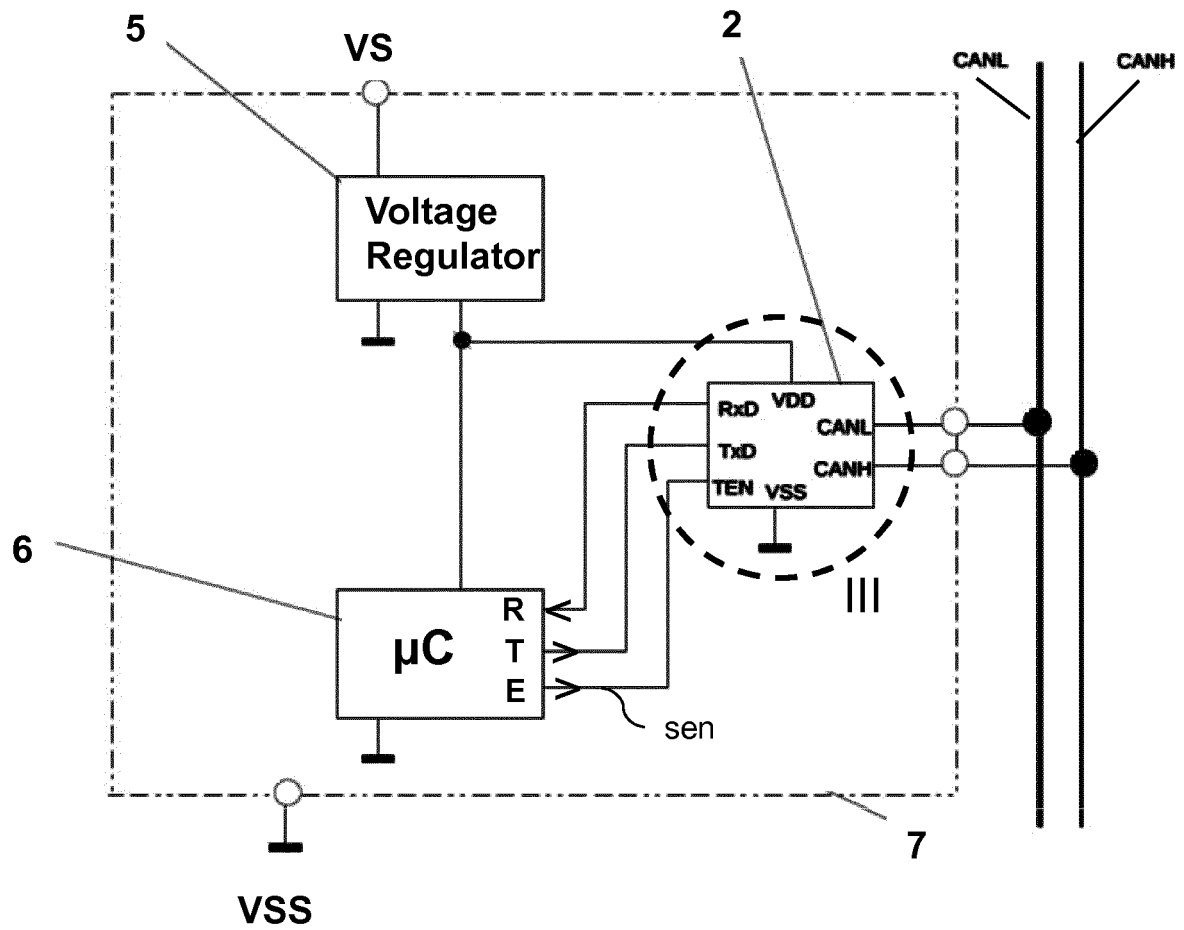 5
VS
2
CANL
CANH
Voltage
Regulator
RxD
VDD
CANL
TxD
CANH
TEN
VSS
6
III
R
µC
T
E
sen
7
VSS